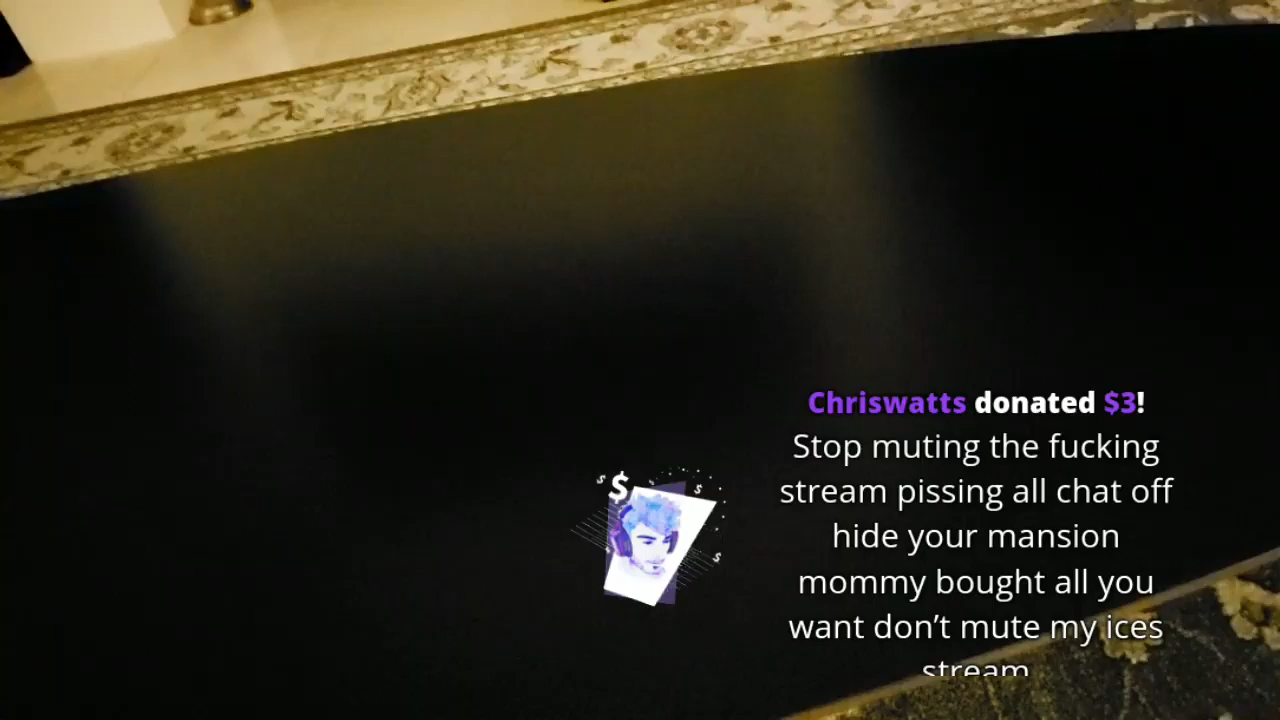 Chriswatts donated $3!
Stop muting the fucking
stream pissing all chat off
hide your mansion
mommy bought all you
want don't mute my ices
stream